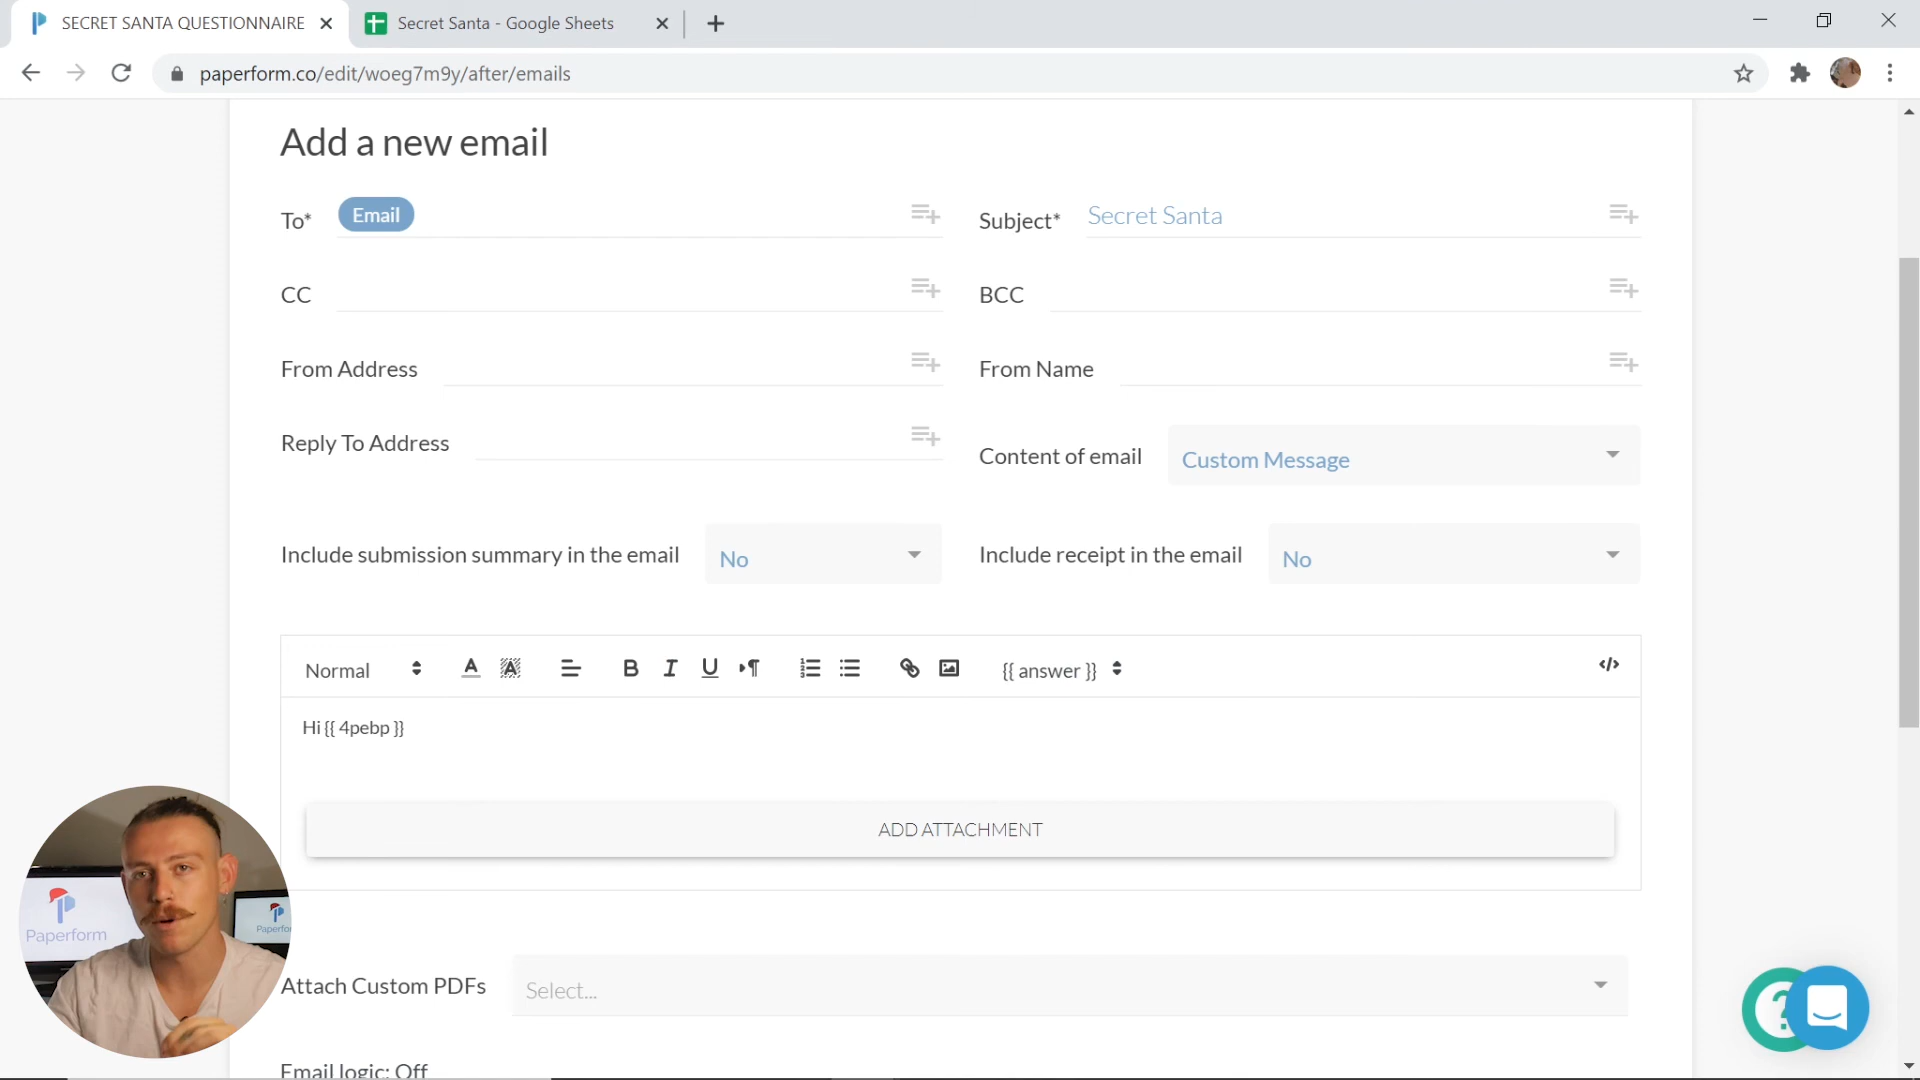 SECRET SANTA QUESTIONNAIRE
Secret Santa - Google Sheets
paperform.co/edit/woeg7m9y/after/emails
Add a new email
To* Email
Subject* Secret Santa
CC
BCC
From Address
From Name
Reply To Address
Content of email Custom Message
Include submission summary in the email No
Include receipt in the email No
Normal {{ answer }}
Hi {{ 4pebp }}
ADD ATTACHMENT
Paperform
Paperfor
Attach Custom PDFs Select...
Email logic: Off